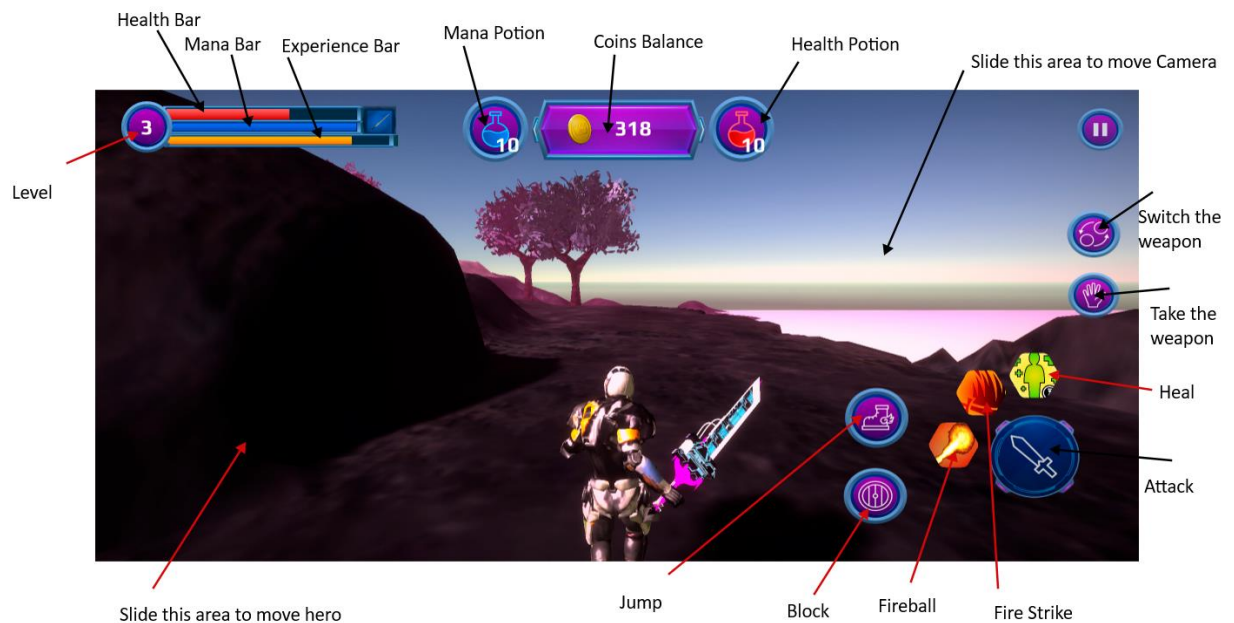 Health Bar
Mana Bar
Experience Bar
Mana Potion
Coins Balance
Health Potion
Slide this area to move Camera
3
10
318
10
Level
Switch the
weapon
Take the
weapon
Heal
Attack
Jump
Block
Fireball
Fire Strike
Slide this area to move hero